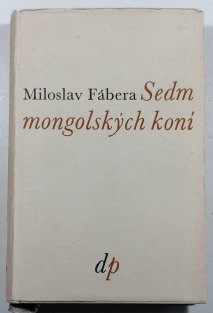 Miloslav Fábera Sedm
mongolských koní
dp